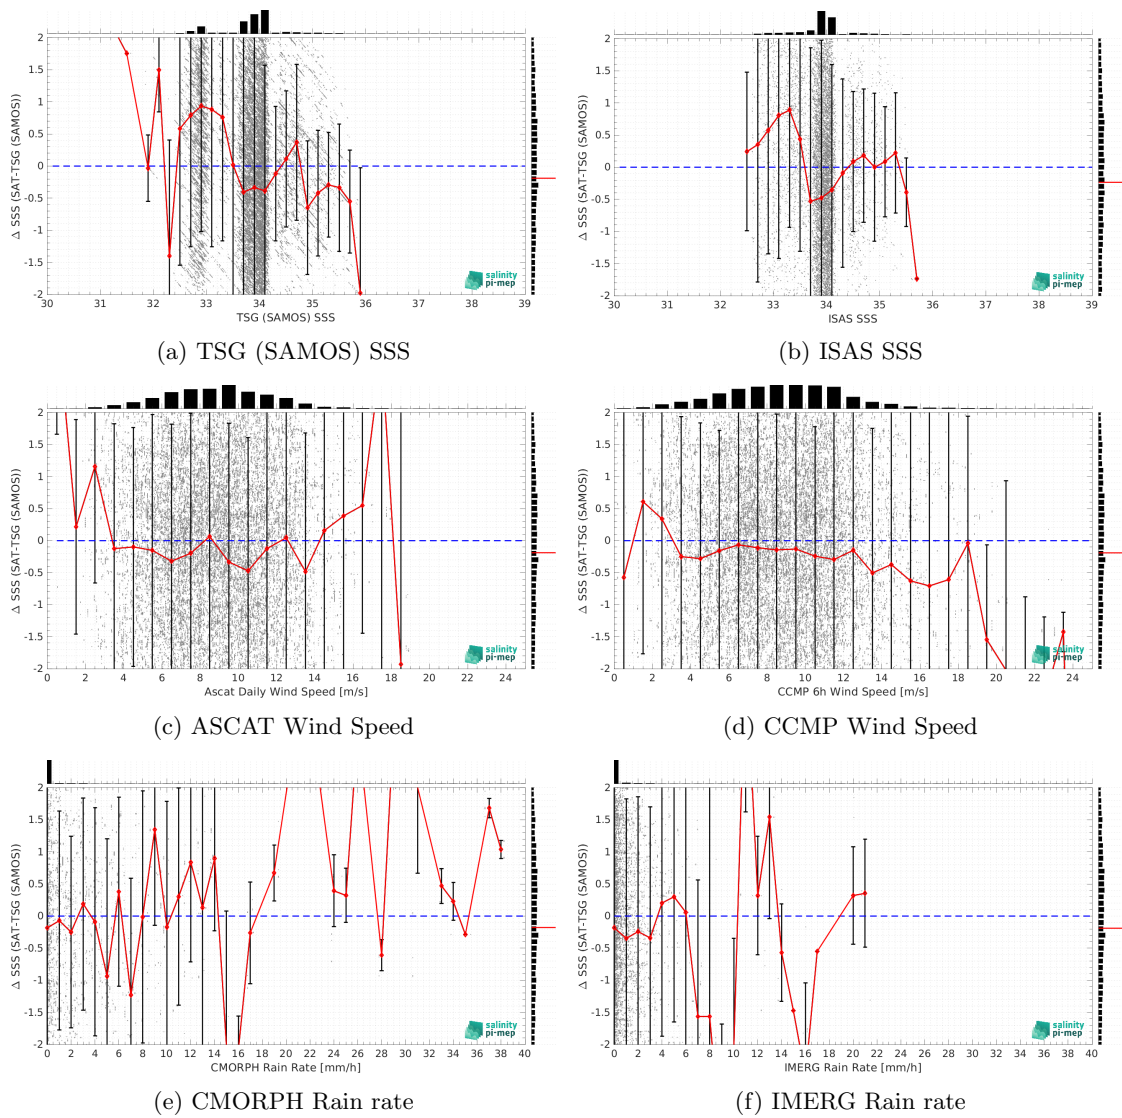 2
1.5
1
0.5
0
-0.5
-1
-1.5
-2
Δ SSS (SAT-TSG (SAMOS))
30 31 32 33 34 35 36 37 38 39
TSG (SAMOS) SSS
salinity
pi-mep
(a) TSG (SAMOS) SSS
2
1.5
1
0.5
0
-0.5
-1
-1.5
-2
Δ SSS (SAT-TSG (SAMOS))
30 31 32 33 34 35 36 37 38 39
ISAS SSS
salinity
pi-mep
(b) ISAS SSS
2
1.5
1
0.5
0
-0.5
-1
-1.5
-2
Δ SSS (SAT-TSG (SAMOS))
0 2 4 6 8 10 12 14 16 18 20 22 24
Ascat Daily Wind Speed [m/s]
salinity
pi-mep
(c) ASCAT Wind Speed
2
1.5
1
0.5
0
-0.5
-1
-1.5
-2
Δ SSS (SAT-TSG (SAMOS))
0 2 4 6 8 10 12 14 16 18 20 22 24
CCMP 6h Wind Speed [m/s]
salinity
pi-mep
(d) CCMP Wind Speed
2
1.5
1
0.5
0
-0.5
-1
-1.5
-2
Δ SSS (SAT-TSG (SAMOS))
0 2 4 6 8 10 12 14 16 18 20 22 24 26 28 30 32 34 36 38 40
CMORPH Rain Rate [mm/h]
salinity
pi-mep
(e) CMORPH Rain rate
2
1.5
1
0.5
0
-0.5
-1
-1.5
-2
Δ SSS (SAT-TSG (SAMOS))
0 2 4 6 8 10 12 14 16 18 20 22 24 26 28 30 32 34 36 38 40
IMERG Rain Rate [mm/h]
salinity
pi-mep
(f) IMERG Rain rate